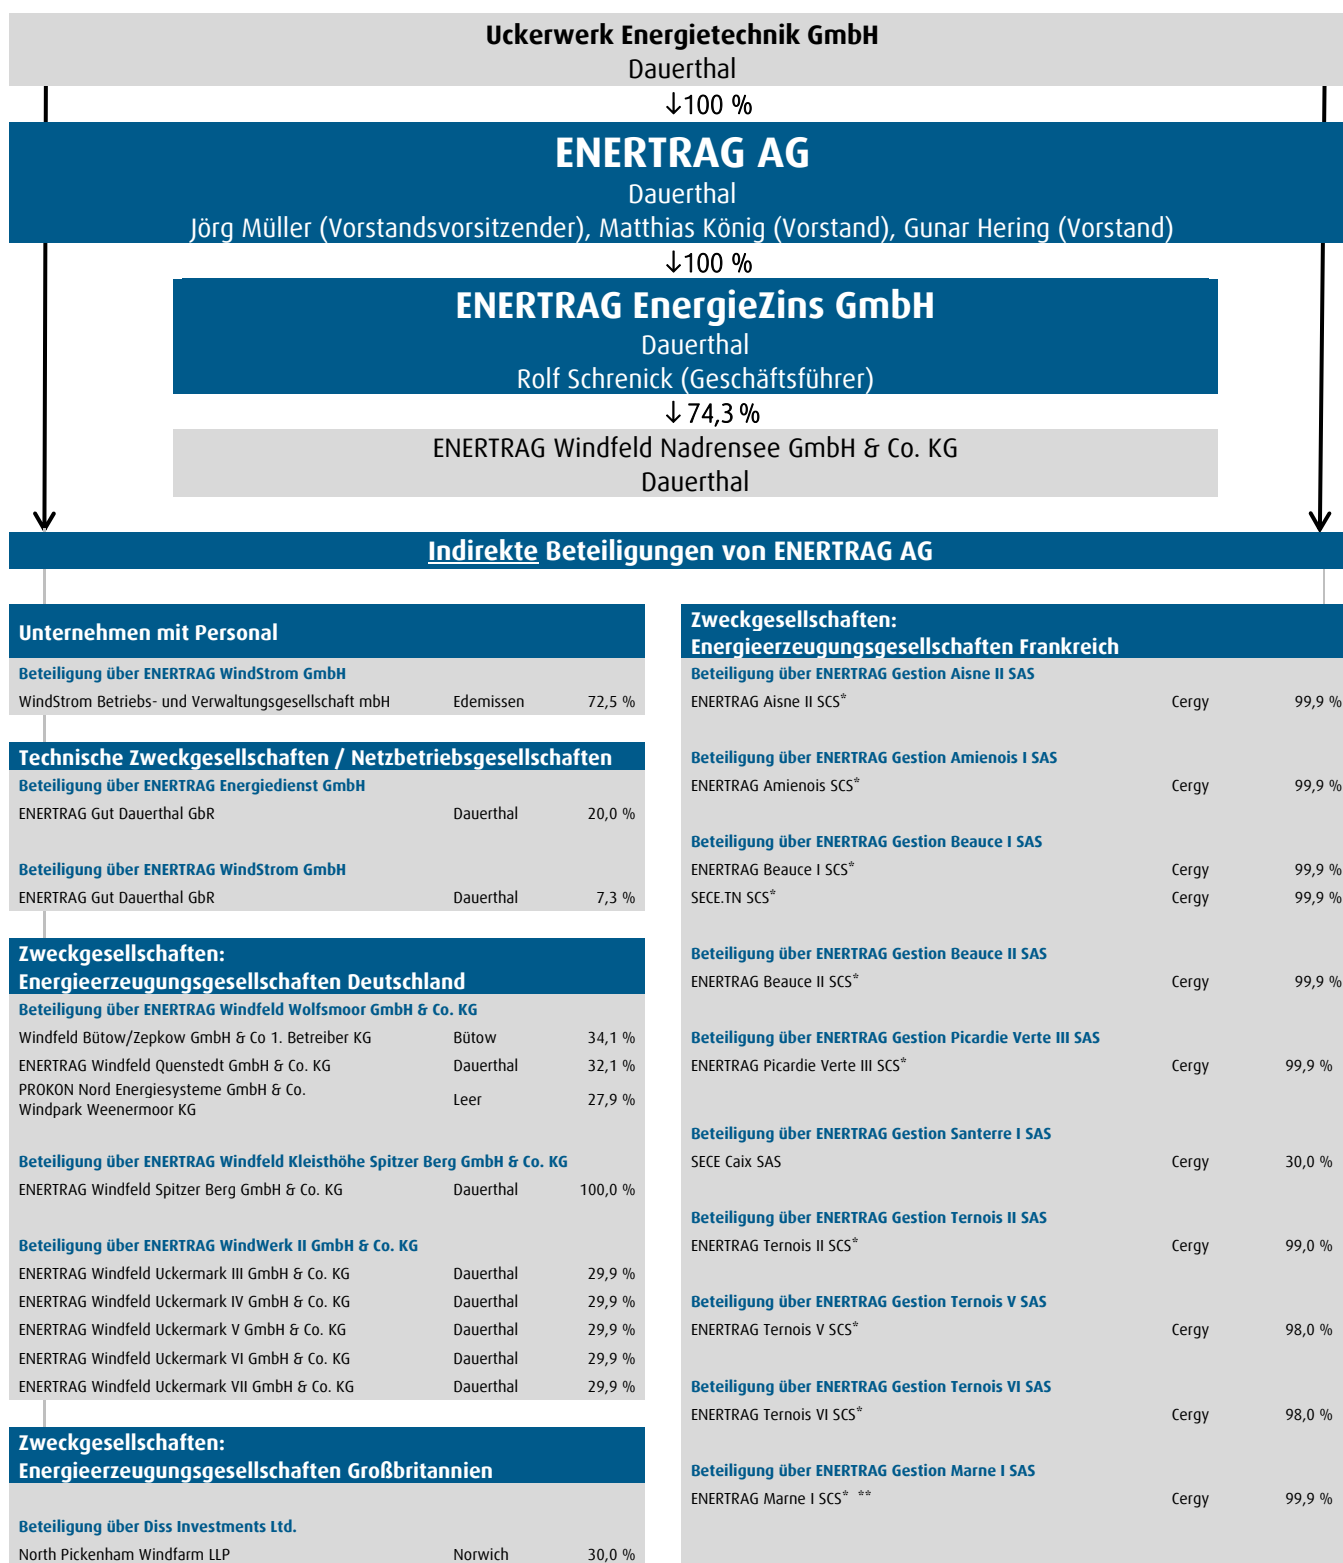 Uckerwerk Energietechnik GmbH
Dauerthal
↓100 %
ENERTRAG AG
Dauerthal
Jörg Müller (Vorstandsvorsitzender), Matthias König (Vorstand), Gunar Hering (Vorstand)
↓100 %
ENERTRAG EnergieZins GmbH
Dauerthal
Rolf Schrenick (Geschäftsführer)
↓ 74,3 %
ENERTRAG Windfeld Nadrensee GmbH & Co. KG
Dauerthal
Indirekte Beteiligungen von ENERTRAG AG
Unternehmen mit Personal
Beteiligung über ENERTRAG WindStrom GmbH
WindStrom Betriebs- und Verwaltungsgesellschaft mbH Edemissen 72,5 %
Technische Zweckgesellschaften / Netzbetriebsgesellschaften
Beteiligung über ENERTRAG Energiedienst GmbH
ENERTRAG Gut Dauerthal GbR Dauerthal 20,0 %
Beteiligung über ENERTRAG WindStrom GmbH
ENERTRAG Gut Dauerthal GbR Dauerthal 7,3 %
Zweckgesellschaften:
Energieerzeugungsgesellschaften Deutschland
Beteiligung über ENERTRAG Windfeld Wolfsmoor GmbH & Co. KG
Windfeld Bütow/Zepkow GmbH & Co 1. Betreiber KG Bütow 34,1 %
ENERTRAG Windfeld Quenstedt GmbH & Co. KG Dauerthal 32,1 %
PROKON Nord Energiesysteme GmbH & Co.
Windpark Weenermoor KG Leer 27,9 %
Beteiligung über ENERTRAG Windfeld Kleisthöhe Spitzer Berg GmbH & Co. KG
ENERTRAG Windfeld Spitzer Berg GmbH & Co. KG Dauerthal 100,0 %
Beteiligung über ENERTRAG WindWerk II GmbH & Co. KG
ENERTRAG Windfeld Uckermark III GmbH & Co. KG Dauerthal 29,9 %
ENERTRAG Windfeld Uckermark IV GmbH & Co. KG Dauerthal 29,9 %
ENERTRAG Windfeld Uckermark V GmbH & Co. KG Dauerthal 29,9 %
ENERTRAG Windfeld Uckermark VI GmbH & Co. KG Dauerthal 29,9 %
ENERTRAG Windfeld Uckermark VII GmbH & Co. KG Dauerthal 29,9 %
Zweckgesellschaften:
Energieerzeugungsgesellschaften Großbritannien
Beteiligung über Diss Investments Ltd.
North Pickenham Windfarm LLP Norwich 30,0 %
Zweckgesellschaften:
Energieerzeugungsgesellschaften Frankreich
Beteiligung über ENERTRAG Gestion Aisne II SAS
ENERTRAG Aisne II SCS* Cergy 99,9 %
Beteiligung über ENERTRAG Gestion Amienois I SAS
ENERTRAG Amienois SCS* Cergy 99,9 %
Beteiligung über ENERTRAG Gestion Beauce I SAS
ENERTRAG Beauce I SCS* Cergy 99,9 %
SECE.TN SCS* Cergy 99,9 %
Beteiligung über ENERTRAG Gestion Beauce II SAS
ENERTRAG Beauce II SCS* Cergy 99,9 %
Beteiligung über ENERTRAG Gestion Picardie Verte III SAS
ENERTRAG Picardie Verte III SCS* Cergy 99,9 %
Beteiligung über ENERTRAG Gestion Santerre I SAS
SECE Caix SAS Cergy 30,0 %
Beteiligung über ENERTRAG Gestion Ternois II SAS
ENERTRAG Ternois II SCS* Cergy 99,0 %
Beteiligung über ENERTRAG Gestion Ternois V SAS
ENERTRAG Ternois V SCS* Cergy 98,0 %
Beteiligung über ENERTRAG Gestion Ternois VI SAS
ENERTRAG Ternois VI SCS* Cergy 98,0 %
Beteiligung über ENERTRAG Gestion Marne I SAS
ENERTRAG Marne I SCS* ** Cergy 99,9 %